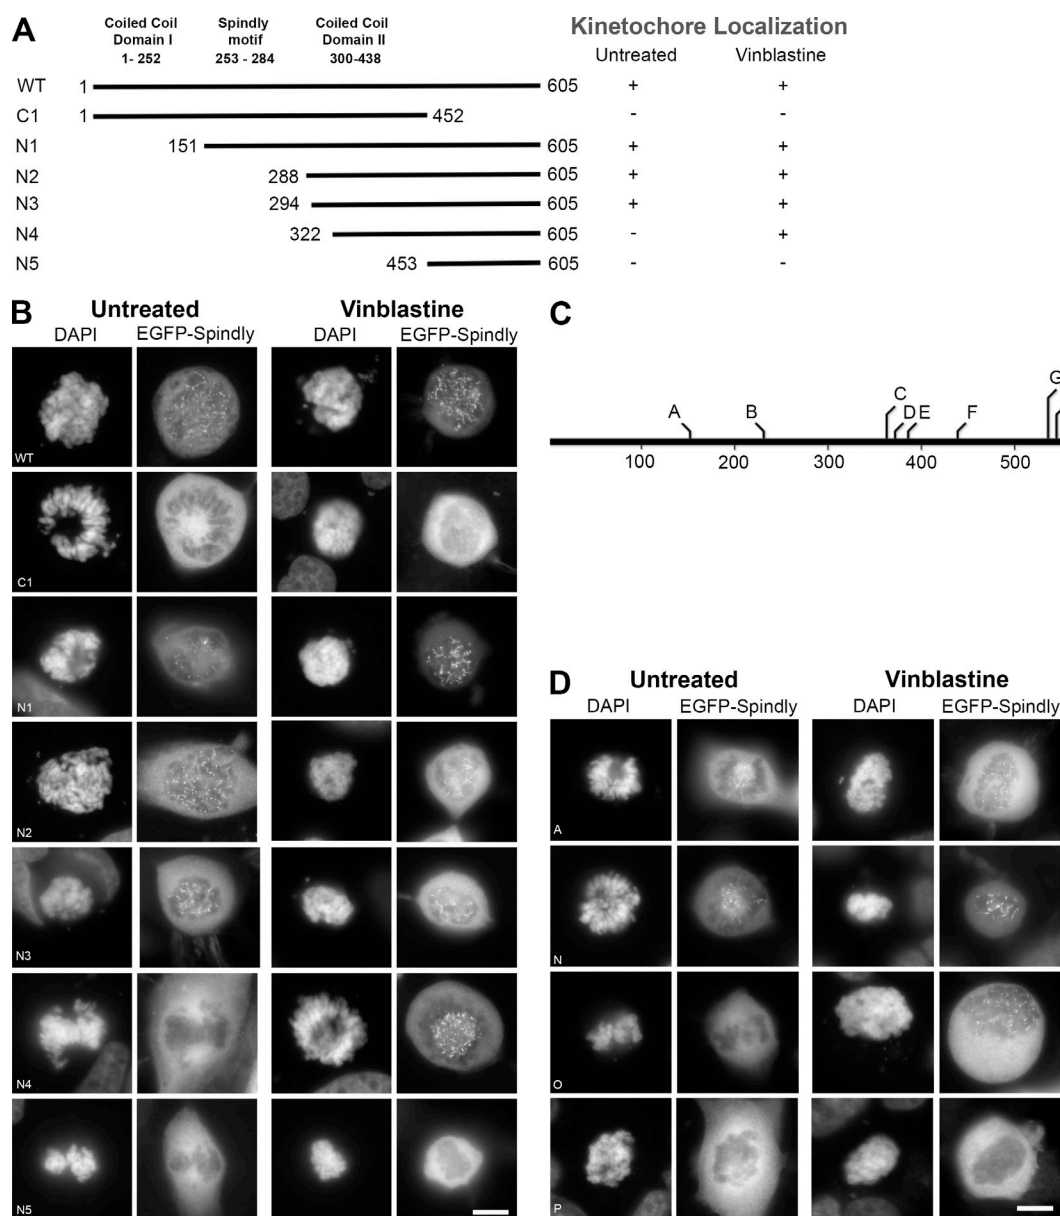 A
Coiled Coil Domain I 1- 252
Spindly motif 253 - 284
Coiled Coil Domain II 300-438
Kinetochore Localization
Untreated Vinblastine
WT 1 605 + +
C1 1 452 - -
N1 151 605 + +
N2 288 605 + +
N3 294 605 + +
N4 322 605 - +
N5 453 605 - -
B
Untreated Vinblastine
DAPI EGFP-Spindly DAPI EGFP-Spindly
WT
C1
N1
N2
N3
N4
N5
C
A B C D E F G
100 200 300 400 500
D
Untreated Vinblastine
DAPI EGFP-Spindly DAPI EGFP-Spindly
A
N
O
P